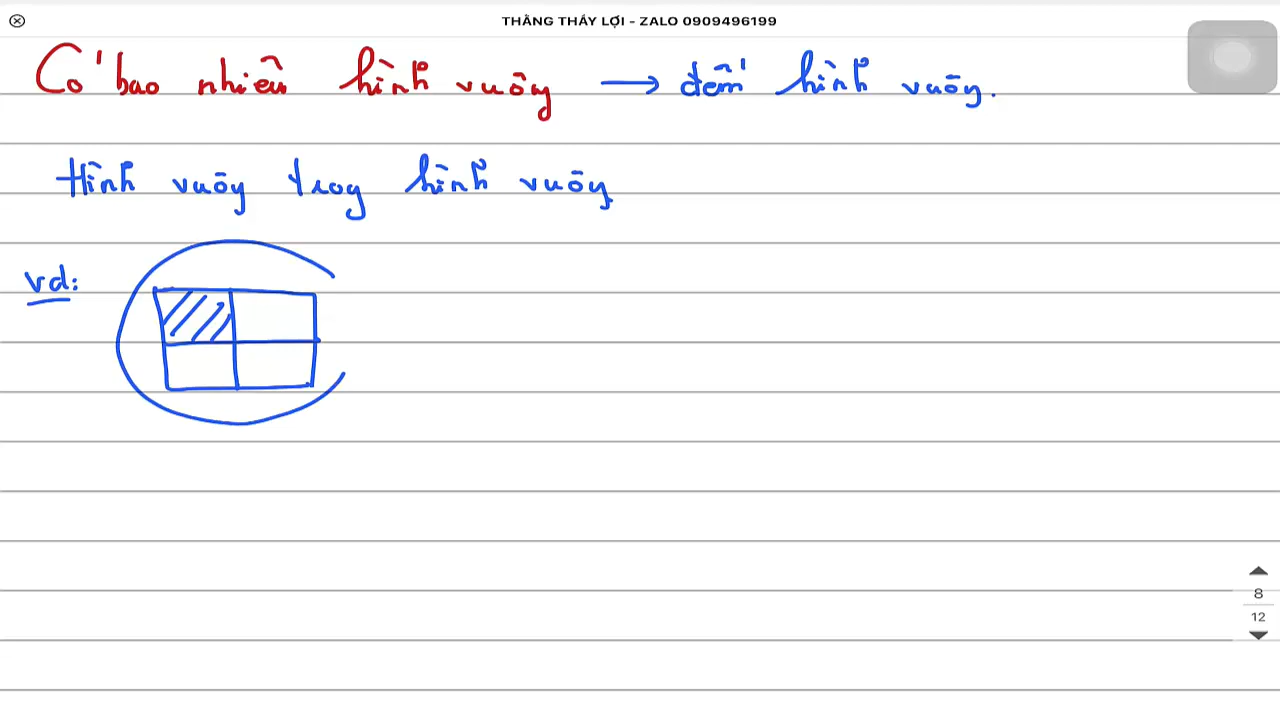 THẮNG THẦY LỢI - ZALO 0909496199
Có bao nhiêu hình vuông → đếm hình vuông.
Hình vuông trong hình vuông
vd:
8
12